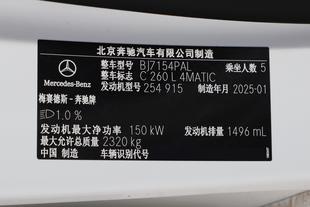 北京奔驰汽车有限公司制造
整车型号 BJ7154PAL 乘坐人数 5
整车标志 C 260 L 4MATIC
发动机型号 254 915 制造年月 2025-01
Mercedes-Benz
梅赛德斯-奔驰牌
1.0 %
发动机最大净功率 150 kW 发动机排量 1496 mL
最大允许总质量 2320 kg
中国 制造 车辆识别代号